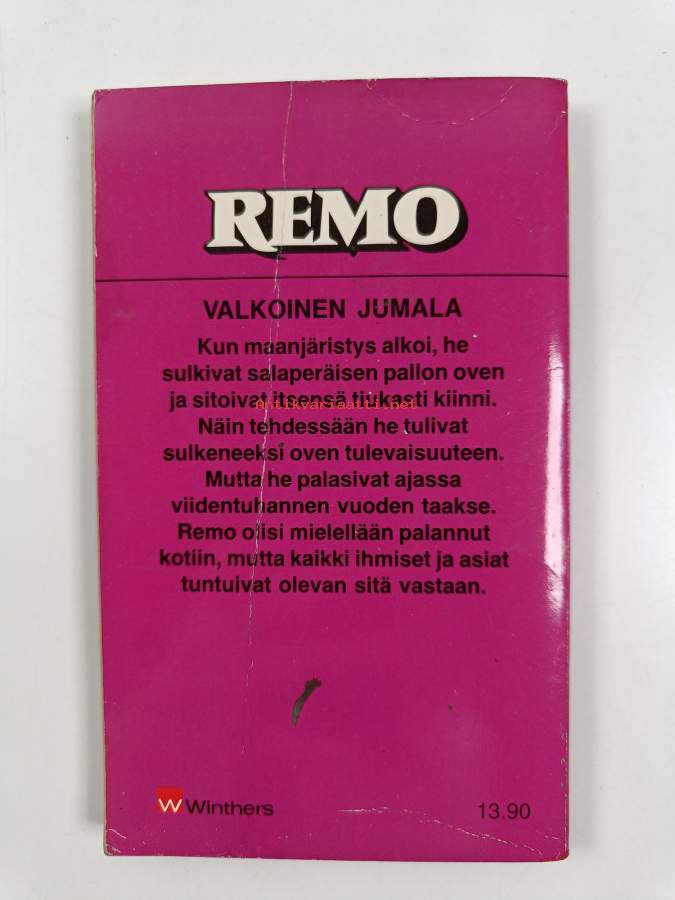 REMO
VALKOINEN JUMALA
Kun maanjäristys alkoi, he
sulkivat salaperäisen pallon oven
ja sitoivat itsensä tiukasti kiinni.
Antikvariaatti.net
Näin tehdessään he tulivat
sulkeneeksi oven tulevaisuuteen.
Mutta he palasivat ajassa
viidentuhannen vuoden taakse.
Remo olisi mielellään palannut
kotiin, mutta kaikki ihmiset ja asiat
tuntuivat olevan sitä vastaan.
W Winthers
13.90